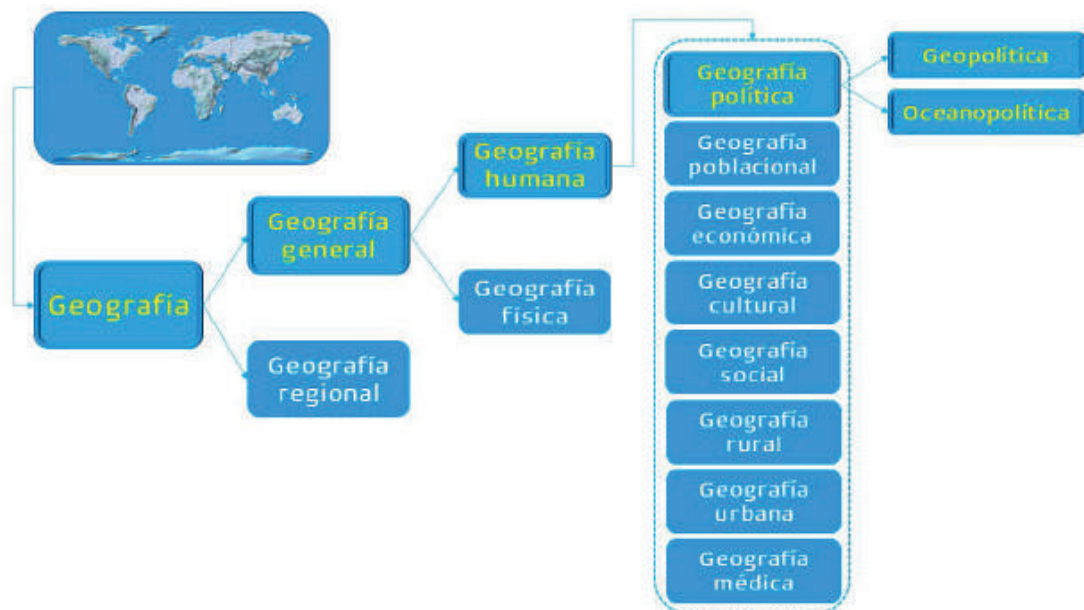 Geografía
Geografía
general
Geografía
regional
Geografía
humana
Geografía
física
Geografía
política
Geografía
poblacional
Geografía
económica
Geografía
cultural
Geografía
social
Geografía
rural
Geografía
urbana
Geografía
médica
Geopolítica
Oceanopolítica